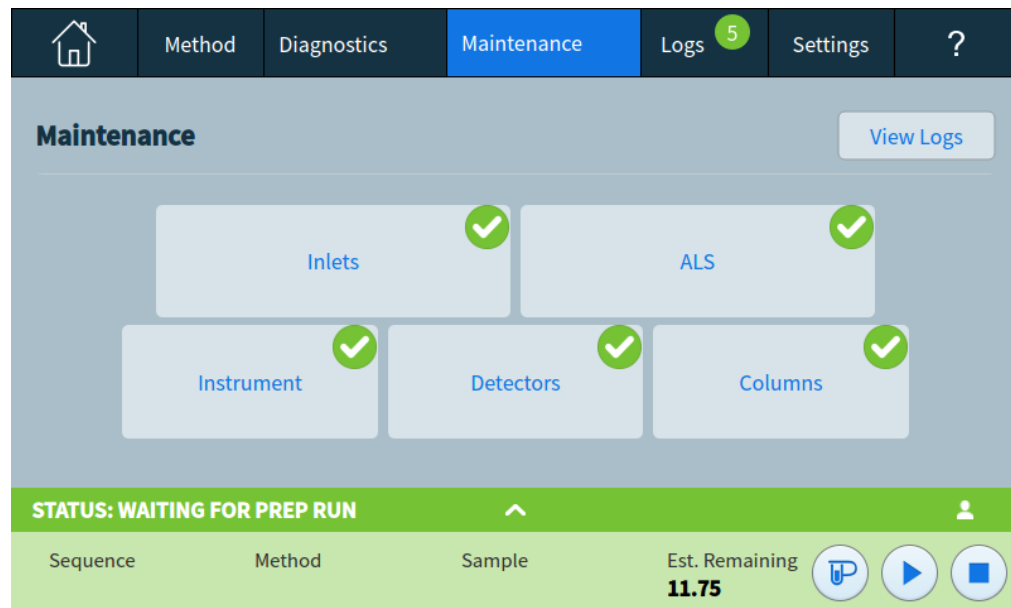 Method Diagnostics Maintenance Logs 5 Settings ?
Maintenance View Logs
Inlets ALS
Instrument Detectors Columns
STATUS: WAITING FOR PREP RUN
Sequence Method Sample Est. Remaining
11.75